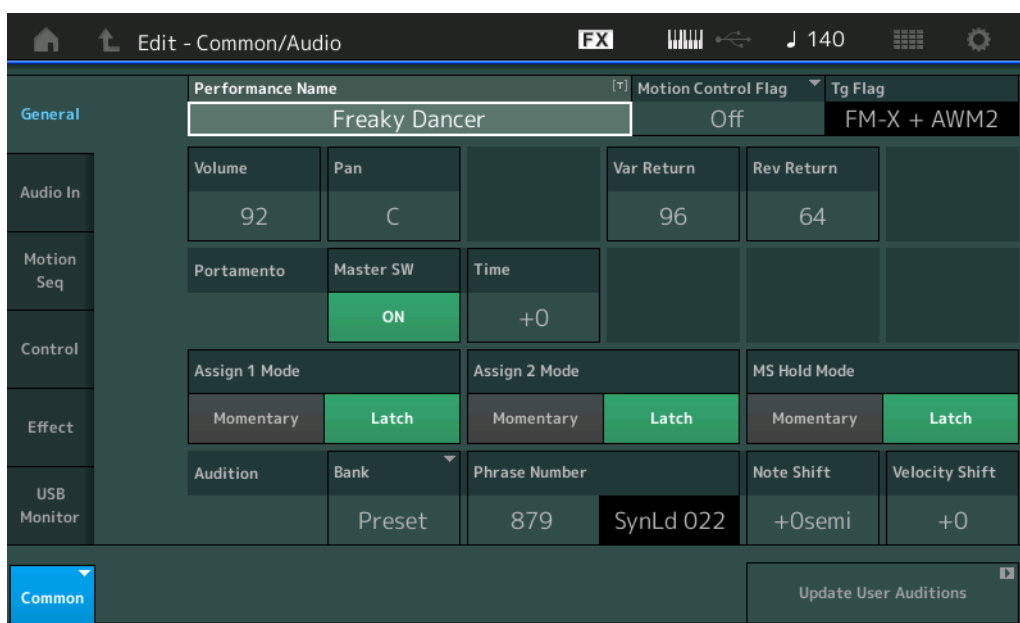 Edit - Common/Audio FX 140
Performance Name [T] Motion Control Flag Tg Flag
General Freaky Dancer Off FM-X + AWM2
Volume Pan Var Return Rev Return
Audio In 92 C 96 64
Motion Seq Portamento Master SW Time
ON +0
Control Assign 1 Mode Assign 2 Mode MS Hold Mode
Effect Momentary Latch Momentary Latch Momentary Latch
Audition Bank Phrase Number Note Shift Velocity Shift
USB Monitor Preset 879 SynLd 022 +0semi +0
Common Update User Auditions